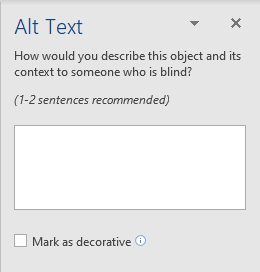 Alt Text
How would you describe this object and its
context to someone who is blind?
(1-2 sentences recommended)
Mark as decorative